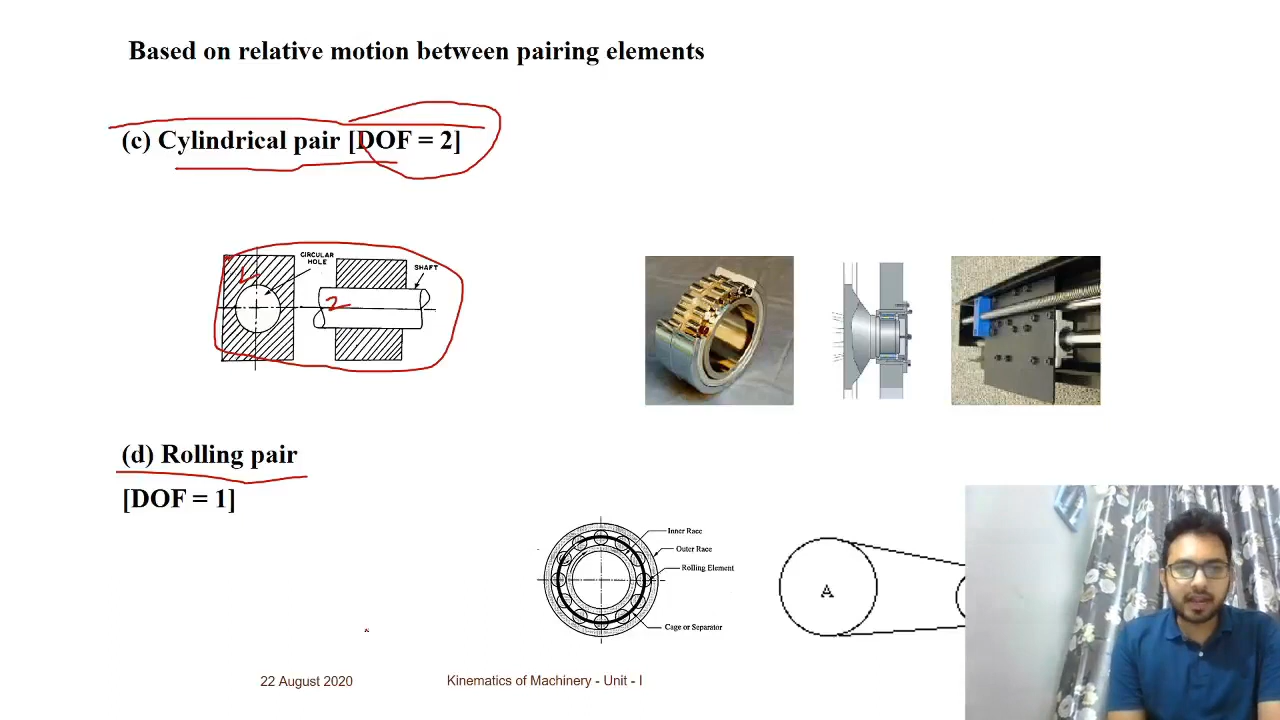 Based on relative motion between pairing elements
(c) Cylindrical pair [DOF = 2]
CIRCULAR
HOLE
SHAFT
1
2
(d) Rolling pair
[DOF = 1]
Inner Race
Outer Race
Rolling Element
Cage or Separator
A
22 August 2020
Kinematics of Machinery - Unit - I